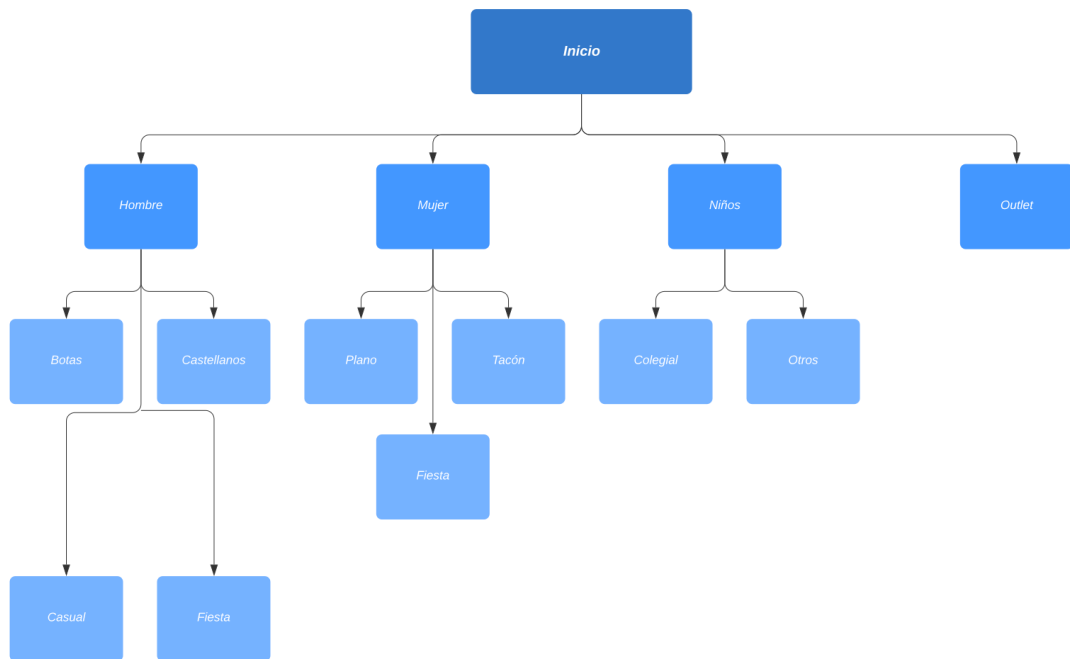 Inicio
Hombre
Mujer
Niños
Outlet
Botas
Castellanos
Plano
Tacón
Colegial
Otros
Fiesta
Casual
Fiesta